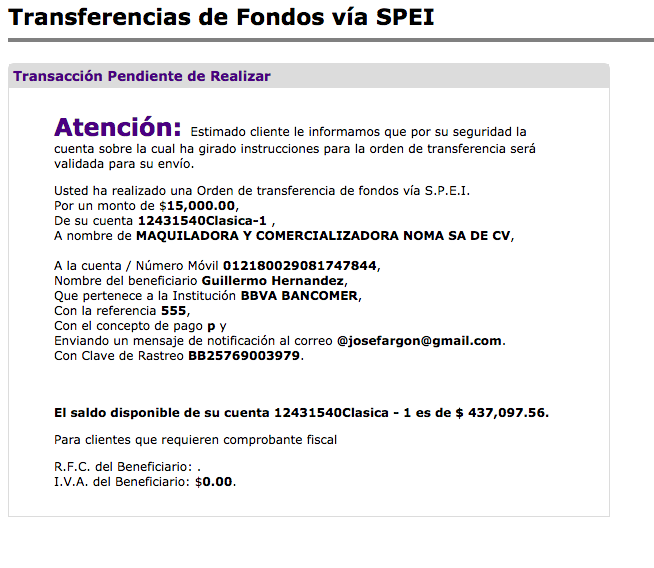 Transferencias de Fondos vía SPEI
Transacción Pendiente de Realizar
Atención: Estimado cliente le informamos que por su seguridad la
cuenta sobre la cual ha girado instrucciones para la orden de transferencia será
validada para su envío.
Usted ha realizado una Orden de transferencia de fondos vía S.P.E.I.
Por un monto de $15,000.00,
De su cuenta 12431540Clasica-1 ,
A nombre de MAQUILADORA Y COMERCIALIZADORA NOMA SA DE CV,
A la cuenta / Número Móvil 012180029081747844,
Nombre del beneficiario Guillermo Hernandez,
Que pertenece a la Institución BBVA BANCOMER,
Con la referencia 555,
Con el concepto de pago p y
Enviando un mensaje de notificación al correo @josefargon@gmail.com.
Con Clave de Rastreo BB25769003979.
El saldo disponible de su cuenta 12431540Clasica - 1 es de $ 437,097.56.
Para clientes que requieren comprobante fiscal
R.F.C. del Beneficiario: .
I.V.A. del Beneficiario: $0.00.